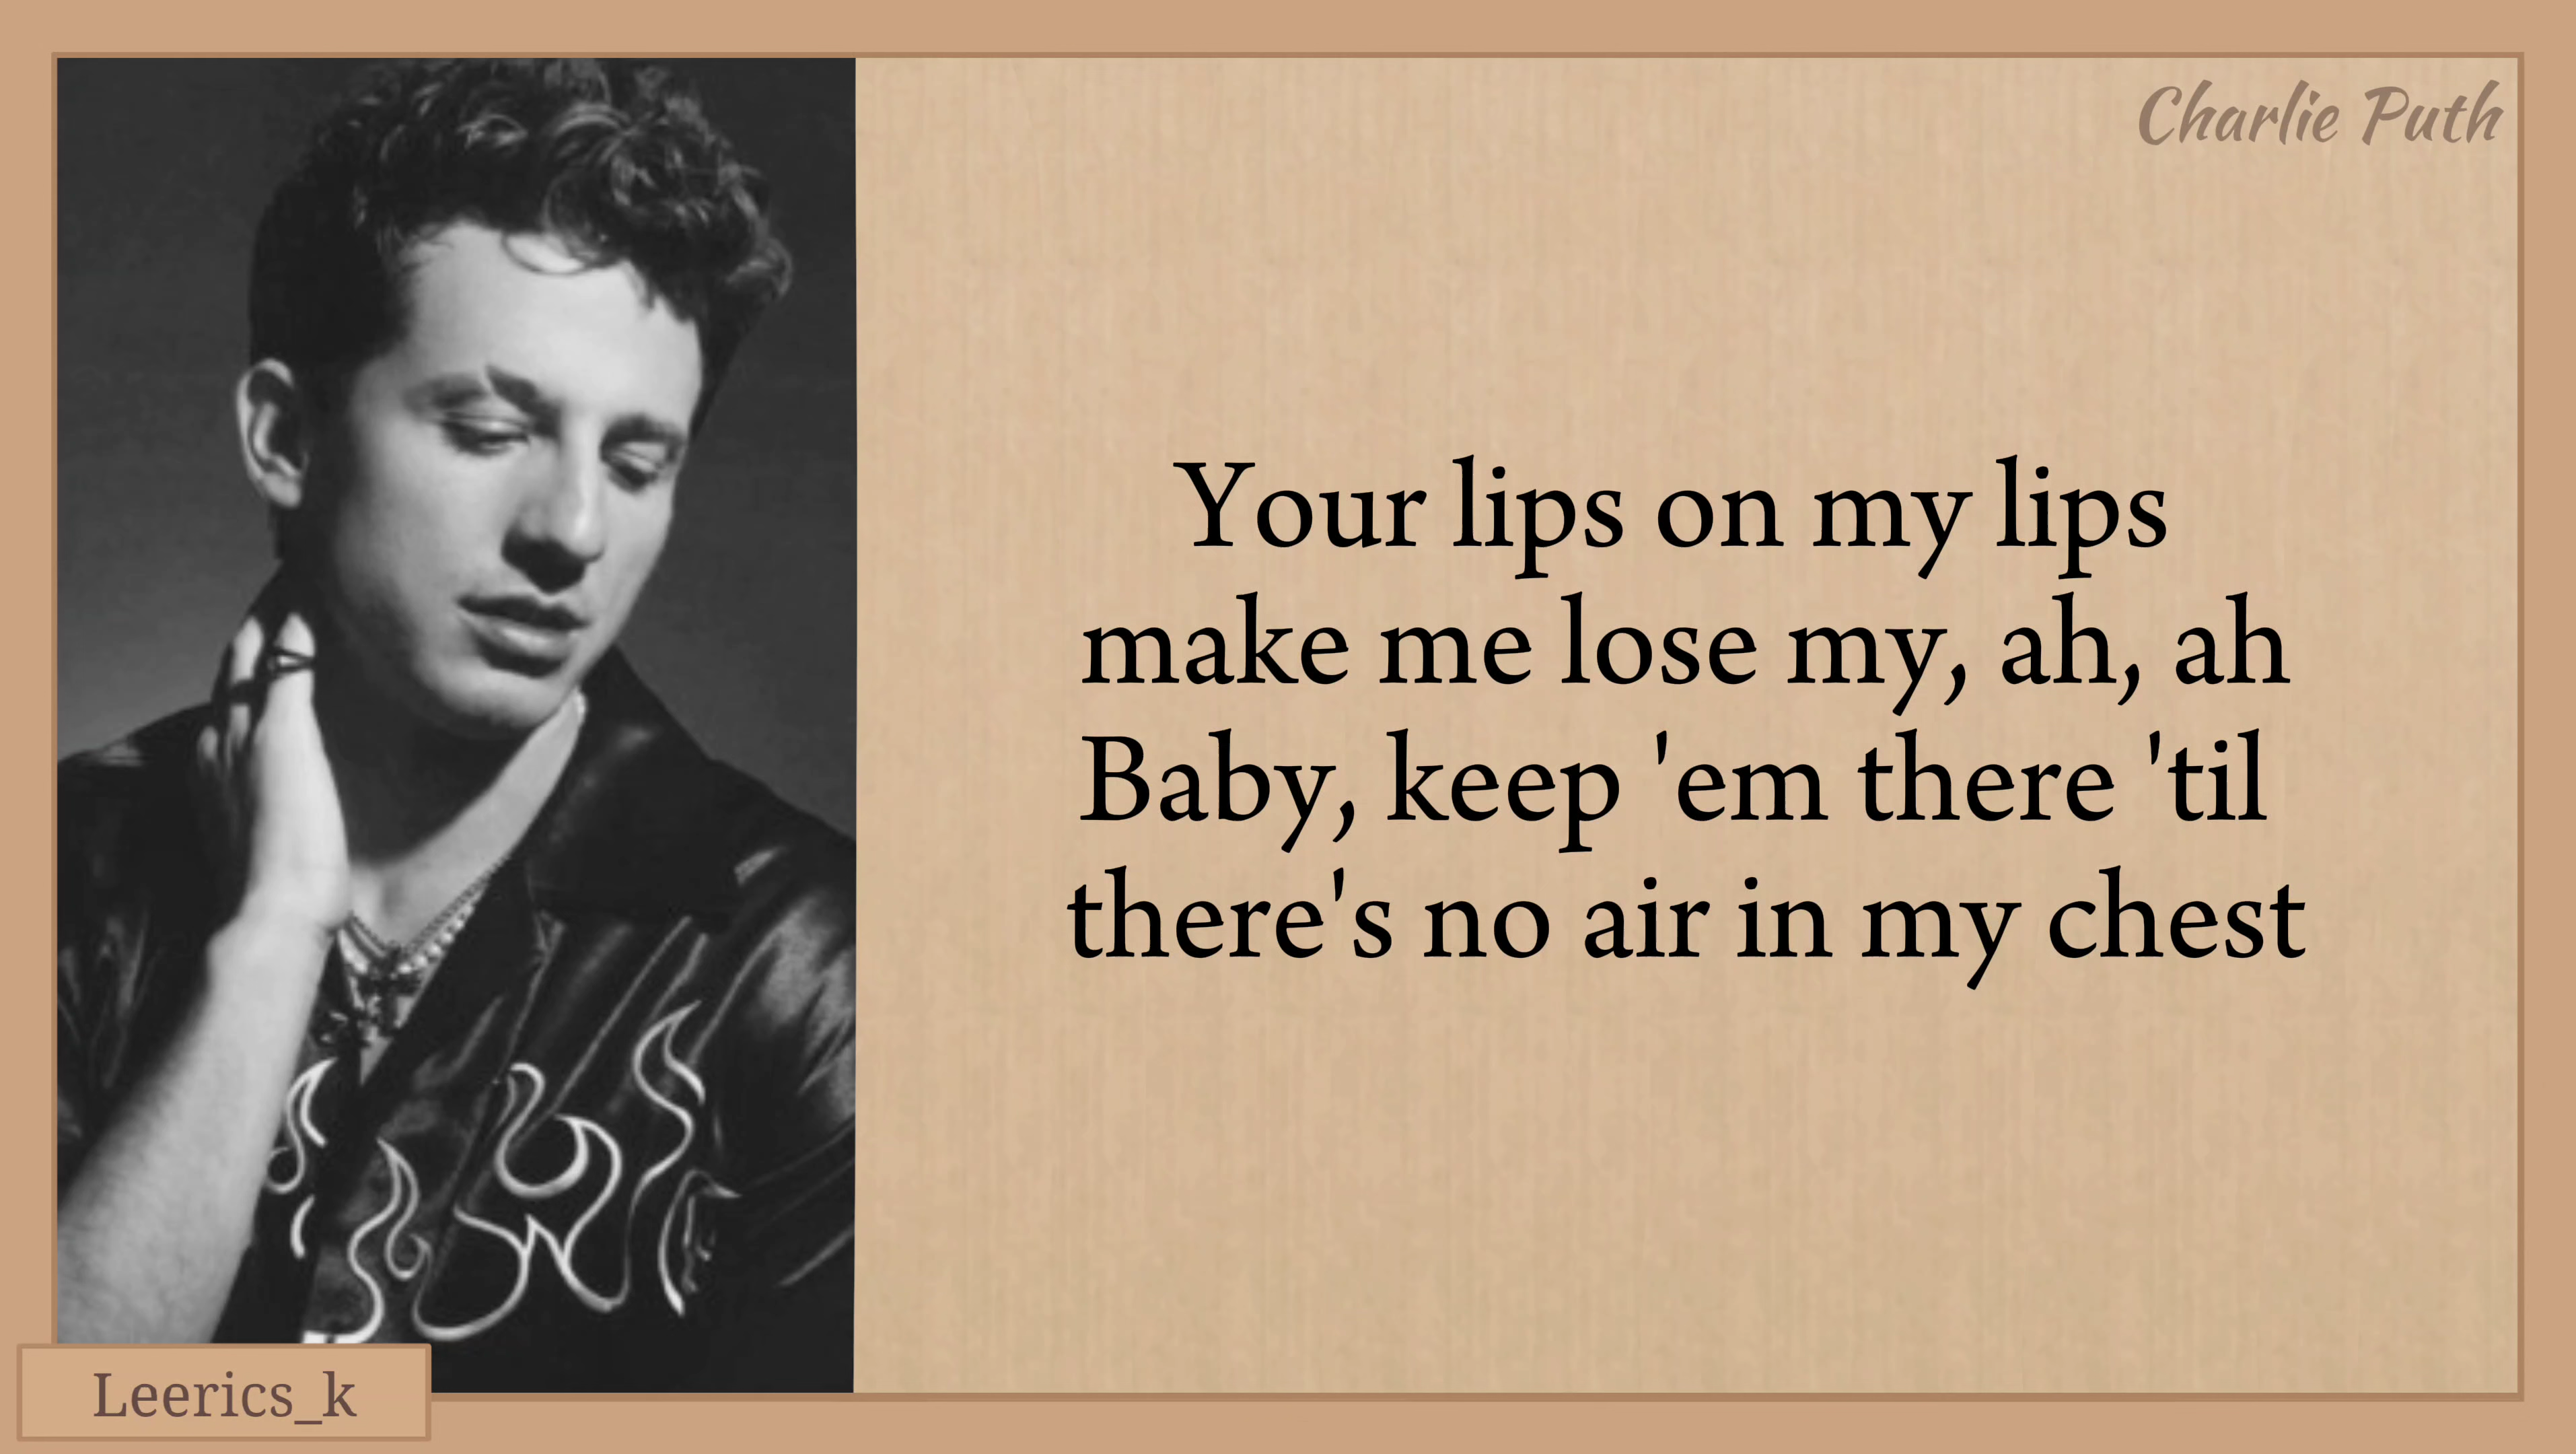 Charlie Puth
Your lips on my lips
make me lose my, ah, ah
Baby, keep 'em there 'til
there's no air in my chest
Leerics_k